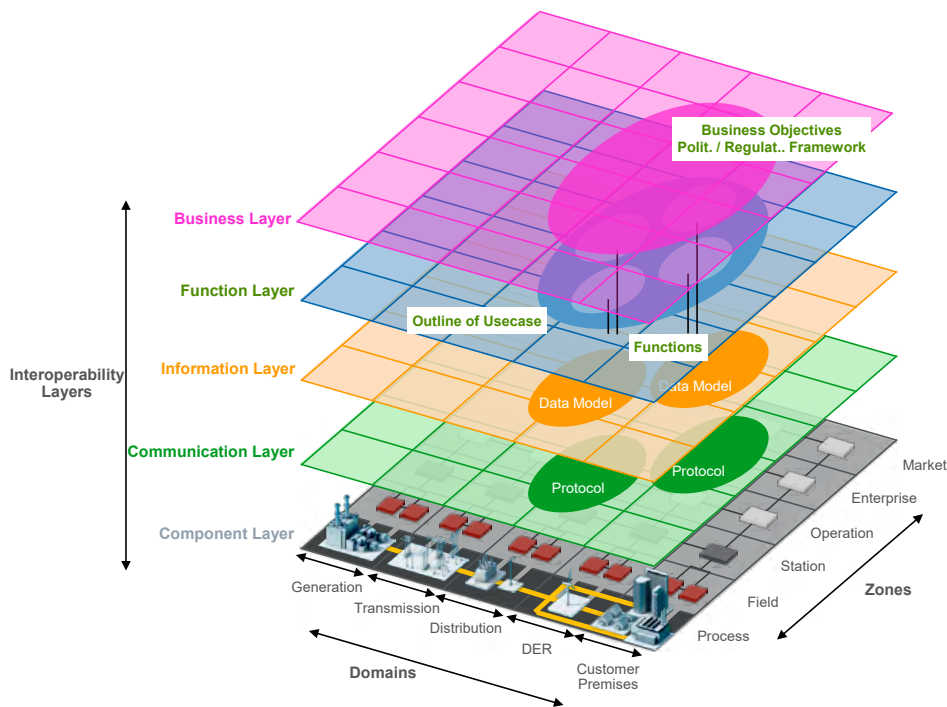 Business Objectives
Polit. / Regulat.. Framework
Business Layer
Function Layer
Outline of Usecase
Functions
Information Layer
Interoperability
Layers
Data Model
Data Model
Communication Layer
Protocol
Protocol
Component Layer
Market
Enterprise
Operation
Station
Field
Process
Zones
Generation
Transmission
Distribution
DER
Customer
Premises
Domains